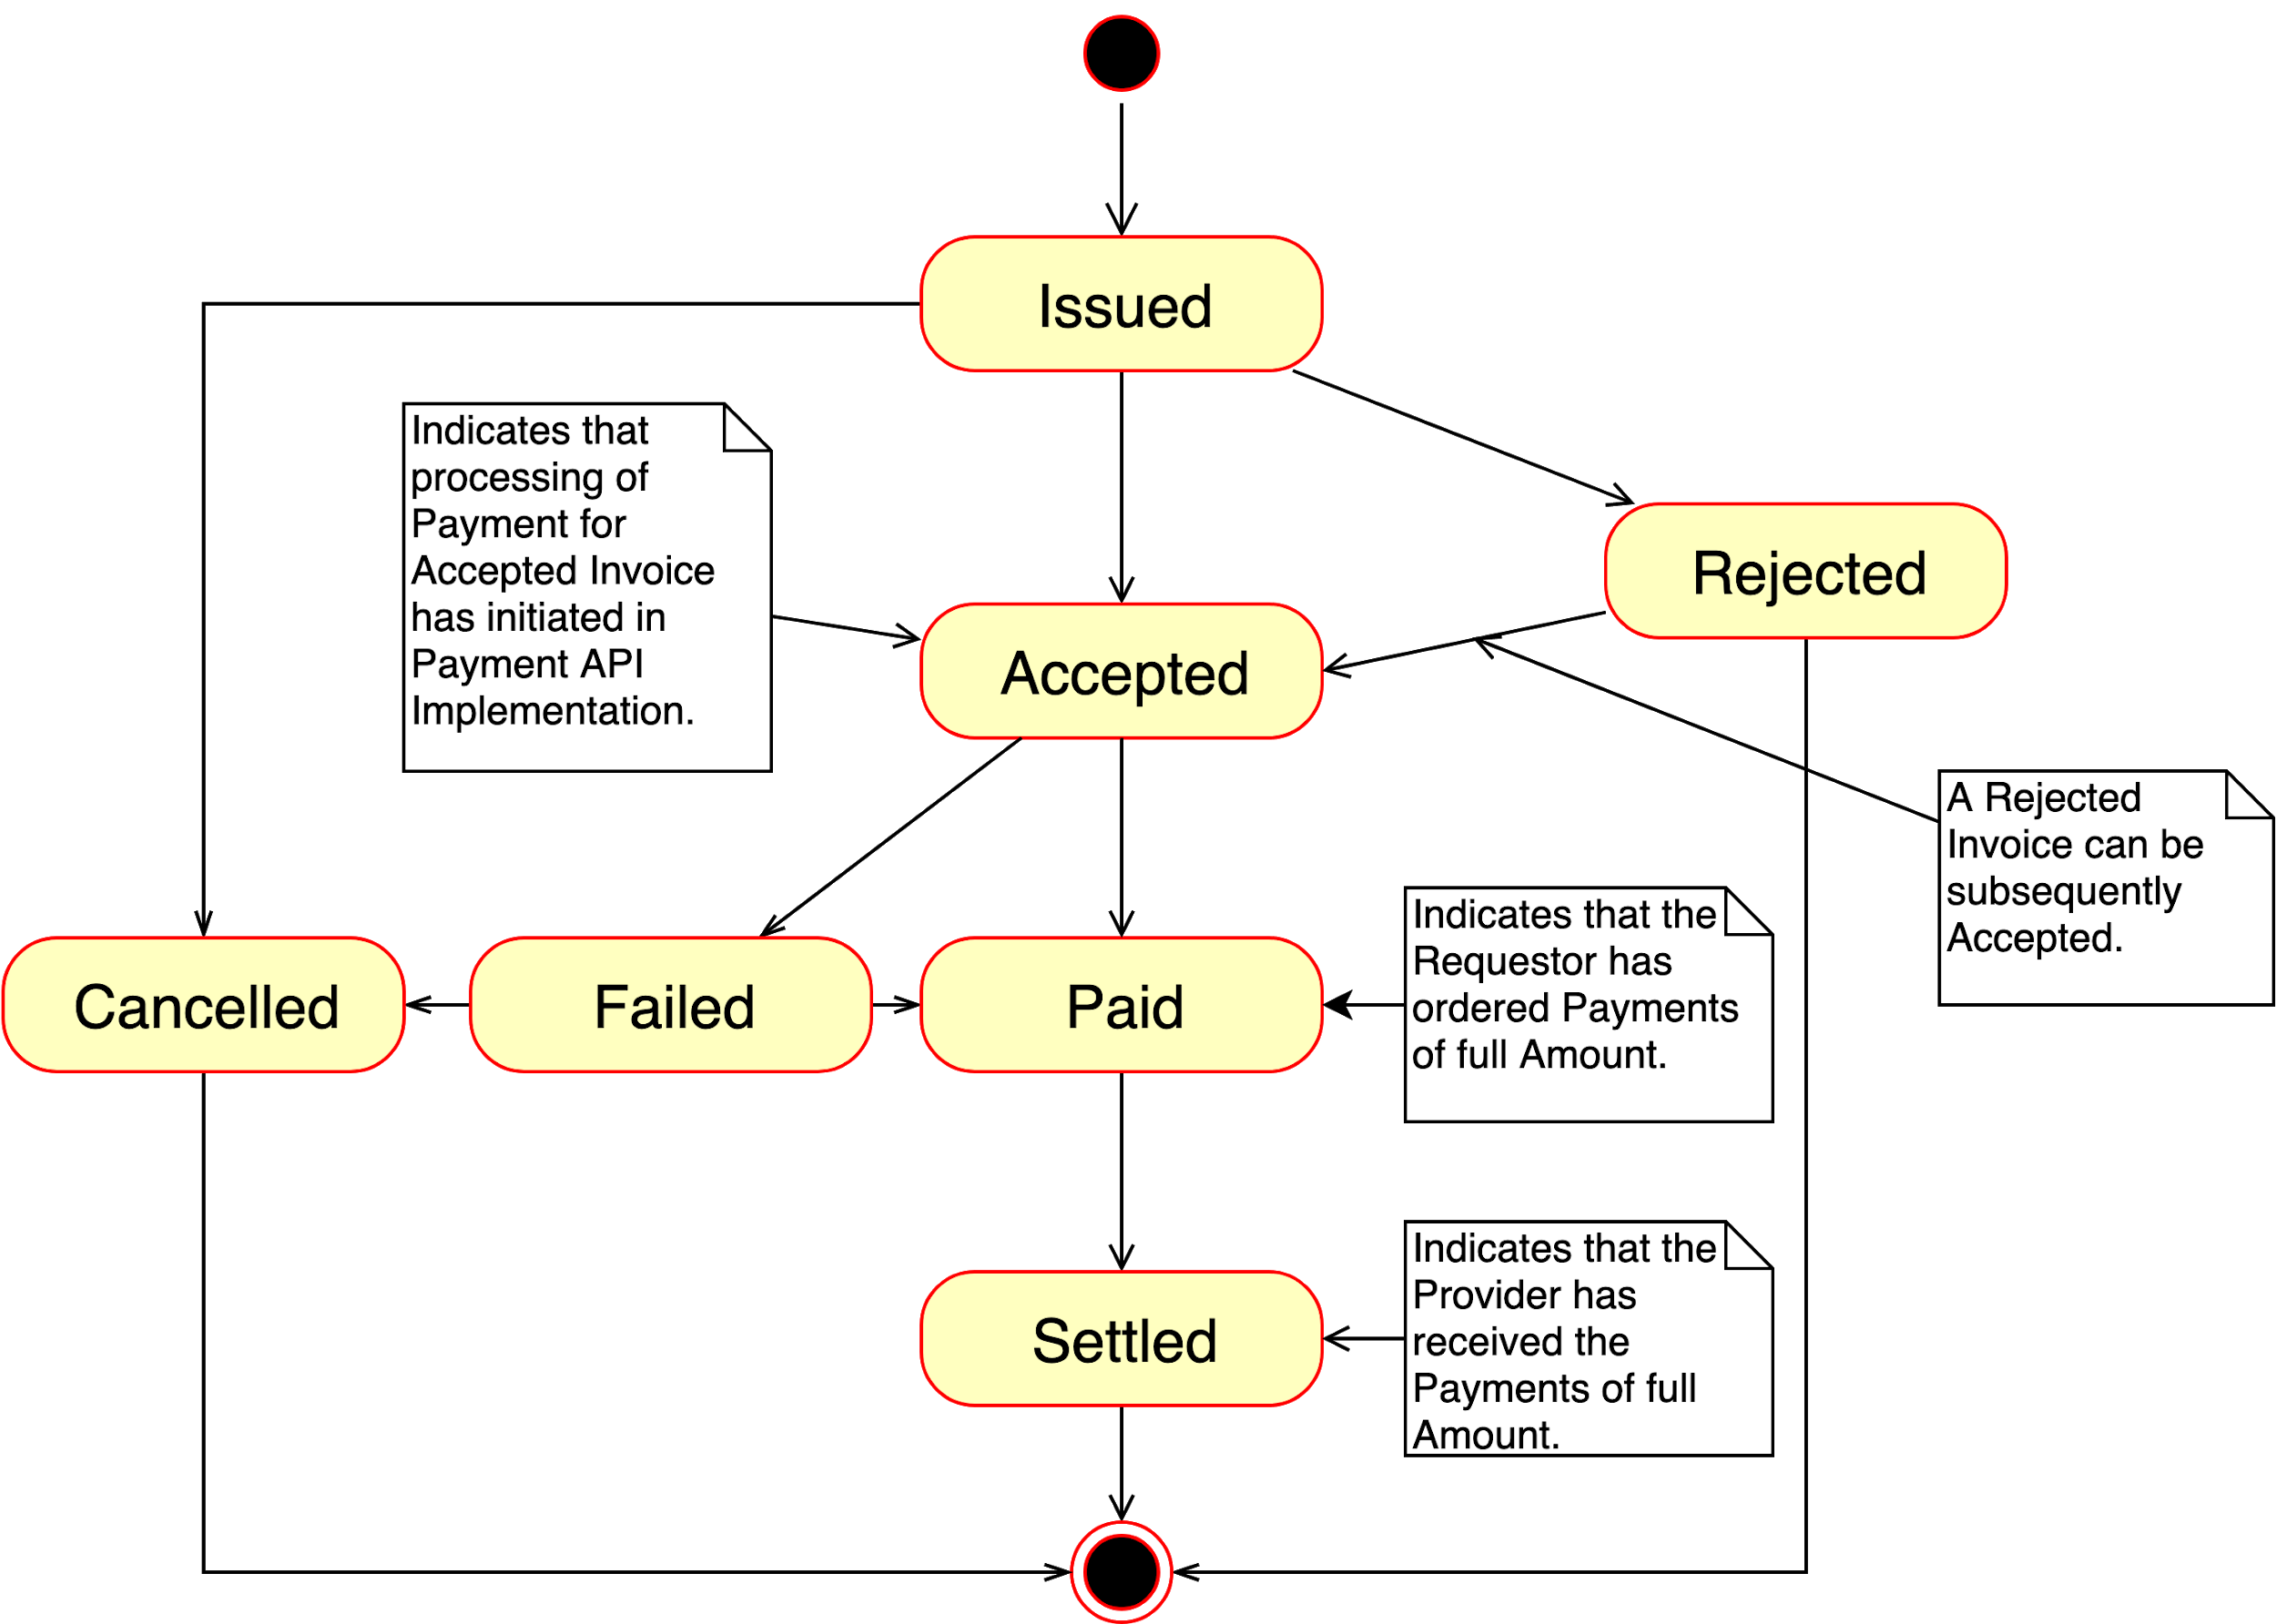 Issued
Indicates that
processing of
Payment for
Accepted Invoice
has initiated in
Payment API
Implementation.
Rejected
Accepted
A Rejected
Invoice can be
subsequently
Accepted.
Cancelled
Failed
Paid
Indicates that the
Requestor has
ordered Payments
of full Amount.
Settled
Indicates that the
Provider has
received the
Payments of full
Amount.